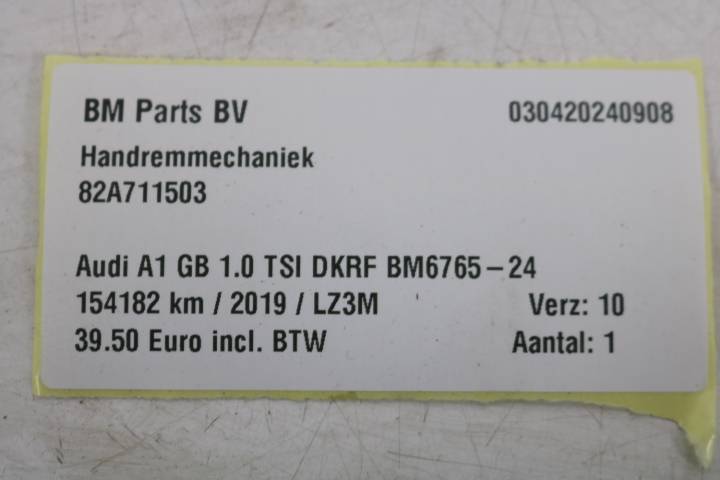 BM Parts BV 030420240908
Handremmechaniek
82A711503
Audi A1 GB 1.0 TSI DKRF BM6765-24
154182 km / 2019 / LZ3M Verz: 10
39.50 Euro incl. BTW Aantal: 1